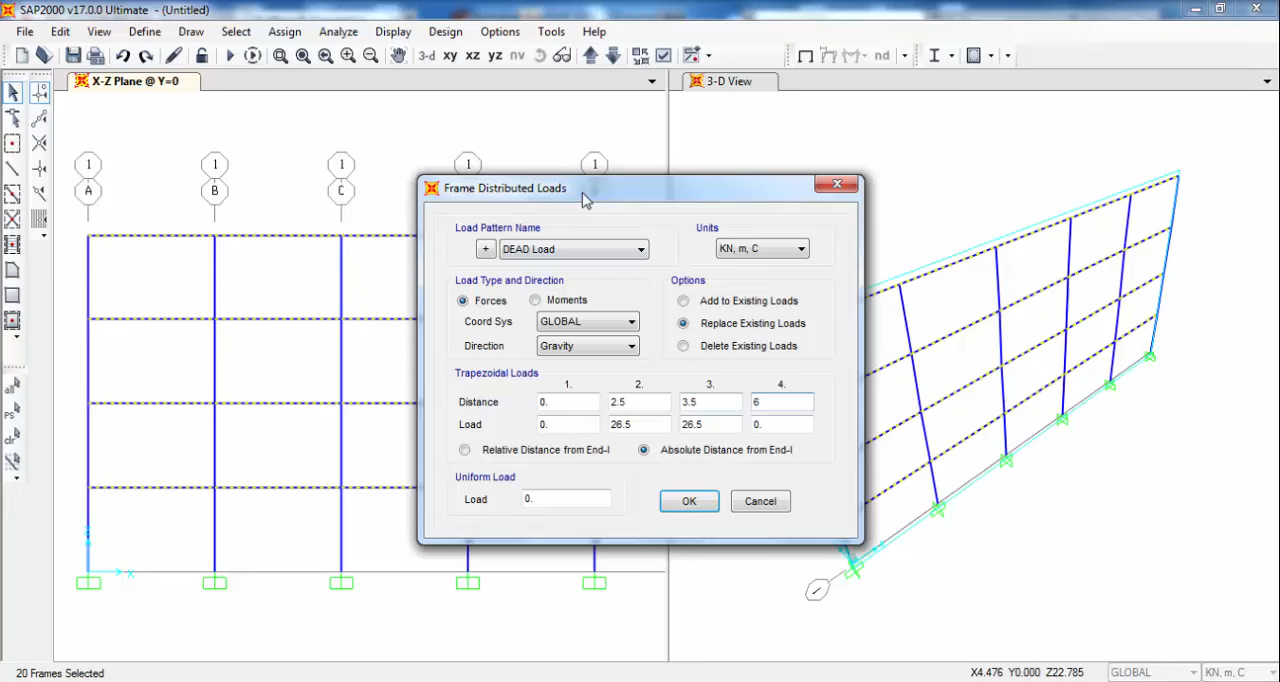 SAP2000 v17.0.0 Ultimate - (Untitled)
File Edit View Define Draw Select Assign Analyze Display Design Options Tools Help
3-d xy xz yz nv nd
X-Z Plane @ Y=0
3-D View
1 1 1 1 1
A B C
Frame Distributed Loads
Load Pattern Name
+ DEAD Load
Units
KN, m, C
Load Type and Direction
Forces Moments
Coord Sys GLOBAL
Direction Gravity
Options
Add to Existing Loads
Replace Existing Loads
Delete Existing Loads
Trapezoidal Loads
1. 2. 3. 4.
Distance 0. 2.5 3.5 6
Load 0. 26.5 26.5 0.
Relative Distance from End-I Absolute Distance from End-I
Uniform Load
Load 0.
OK Cancel
X
all
PS
clr
20 Frames Selected
X4.476 Y0.000 Z22.785
GLOBAL
KN, m, C